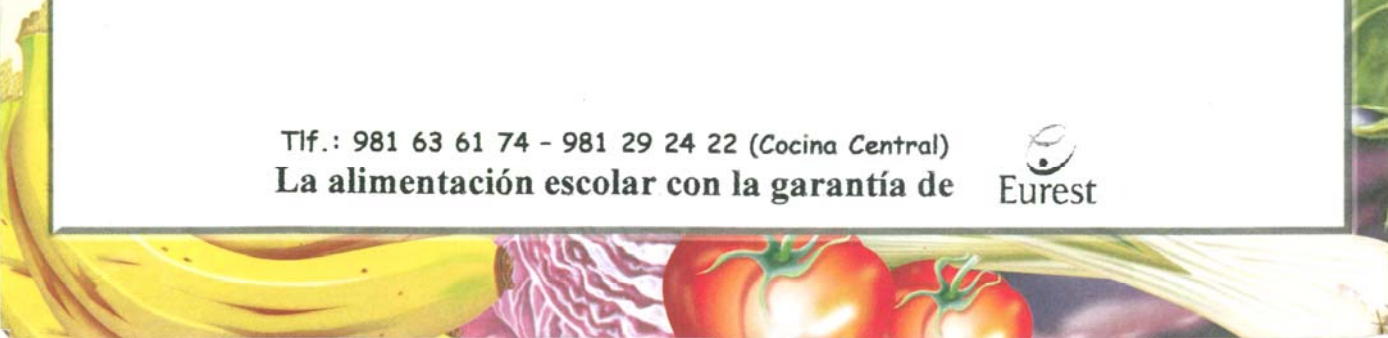 Tlf.: 981 63 61 74 - 981 29 24 22 (Cocina Central)
La alimentación escolar con la garantía de
Eurest